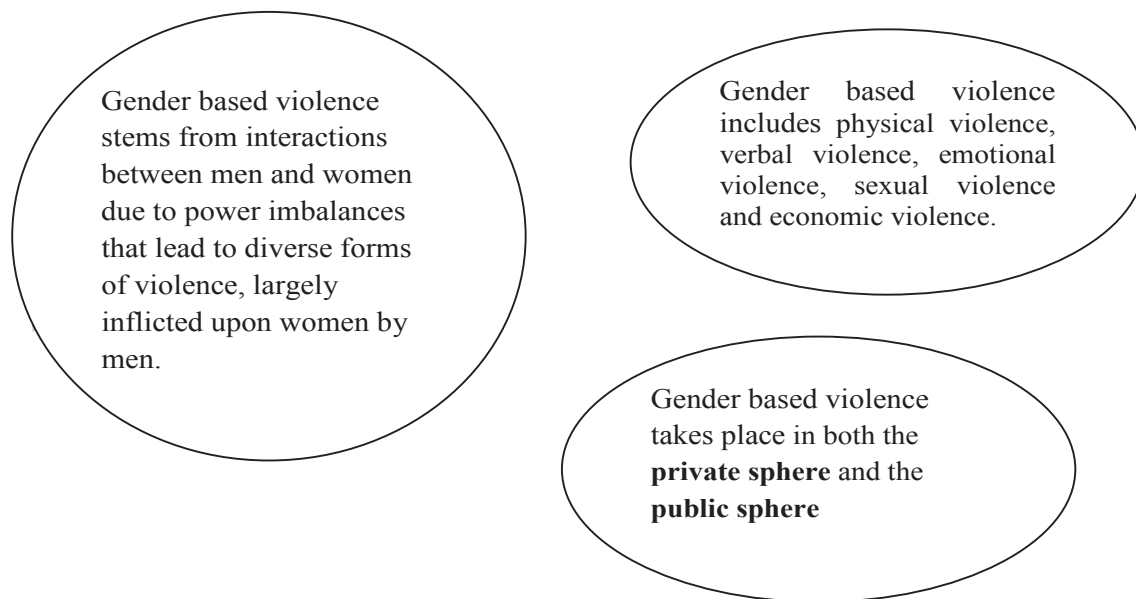 Gender based violence
stems from interactions
between men and women
due to power imbalances
that lead to diverse forms
of violence, largely
inflicted upon women by
men.
Gender based violence
includes physical violence,
verbal violence, emotional
violence, sexual violence
and economic violence.
Gender based violence
takes place in both the
private sphere and the
public sphere